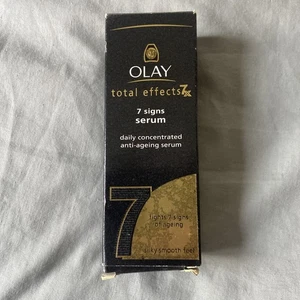 OLAY
total effects 7x
7 signs
serum
daily concentrated
anti-ageing serum
7
fights 7 signs
of ageing
silky smooth feel